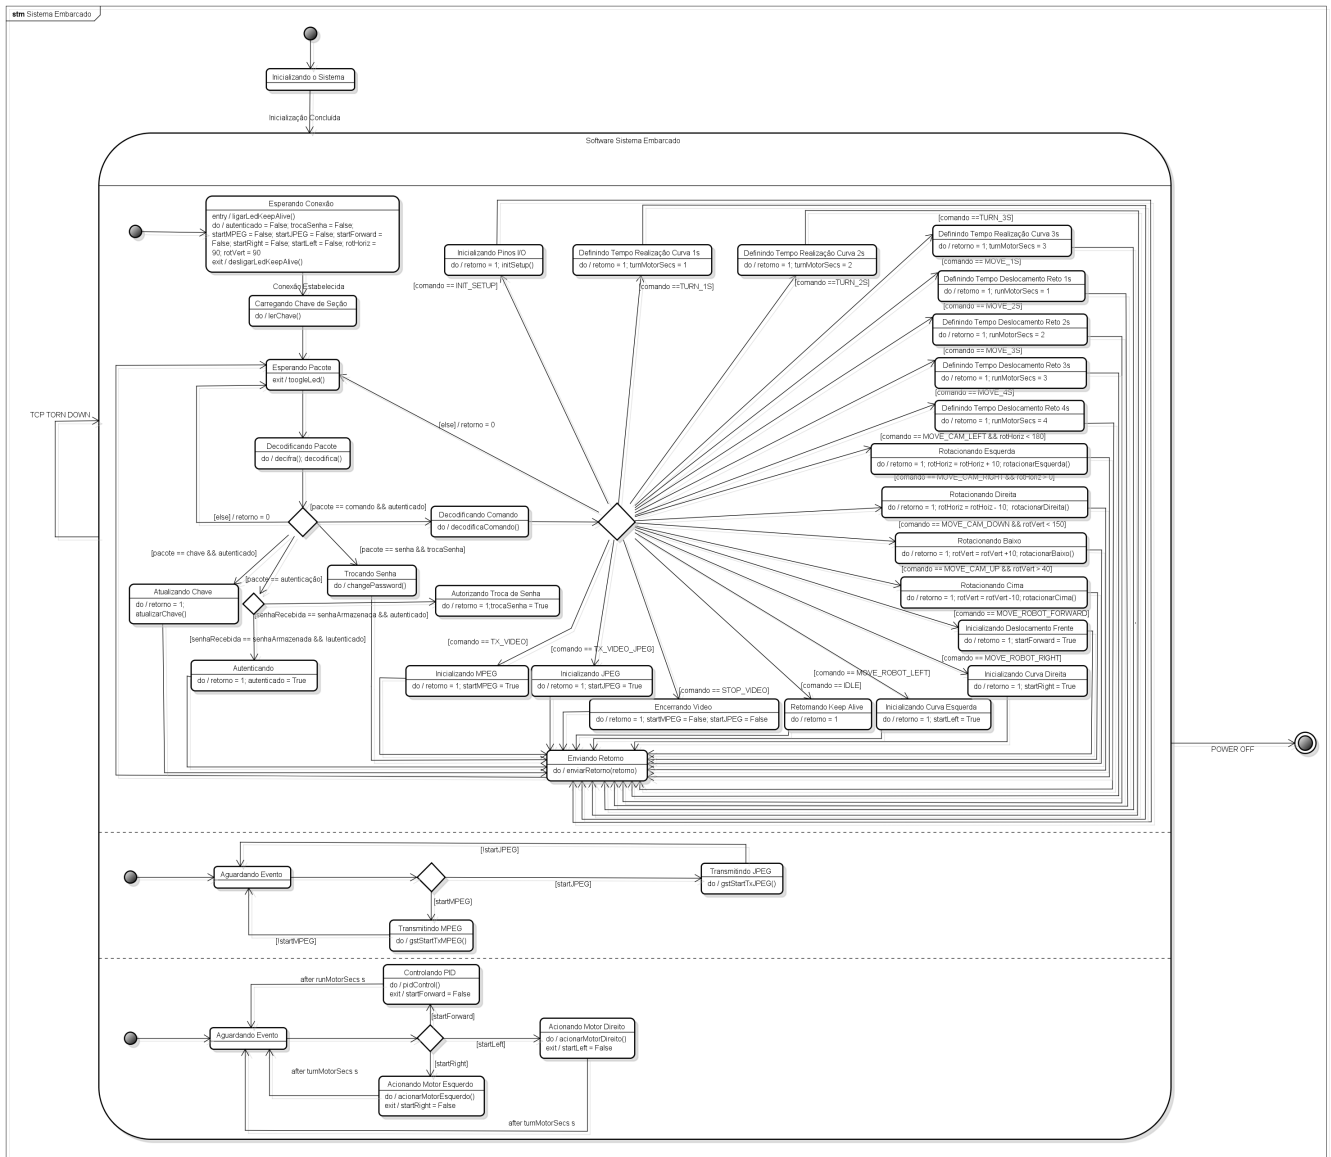 stm Sistema Embarcado
Inicializando o Sistema
Inicialização Concluída
Software Sistema Embarcado
Esperando Conexão
entry / ligarLedKeepAlive()
do / autenticado = False, trocaSenha = False;
startMPEG = False; startJPEG = False; startForward =
False; startRight = False; startLeft = False; rotHoriz =
90; rotVert = 90
exit / desligarLedKeepAlive()
Conexão Estabelecida
Carregando Chave de Seção
do / lerChave()
Esperando Pacote
exit / toogleLed()
Decodificando Pacote
do / decifra(); decodifica()
[else] / retorno = 0
[pacote == comando && autenticado]
Decodificando Comando
do / decodificaComando()
[else] / retorno = 0
[pacote == chave && autenticado]
[pacote == senha && trocaSenha]
[pacote == autenticação]
Trocando Senha
do / changePassword()
Atualizando Chave
do / retorno = 1;
atualizarChave()
Autorizando Troca de Senha
do / retorno = 1;trocaSenha = True
[senhaRecebida == senhaArmazenada && autenticado]
[senhaRecebida == senhaArmazenada && !autenticado]
Autenticando
do / retorno = 1; autenticado = True
TCP TORN DOWN
Inicializando Pinos I/O
do / retorno = 1; initSetup()
[comando == INIT_SETUP]
Definindo Tempo Realização Curva 1s
do / retorno = 1; turnMotorSecs = 1
[comando ==TURN_1S]
Definindo Tempo Realização Curva 2s
do / retorno = 1; turnMotorSecs = 2
[comando ==TURN_2S]
[comando ==TURN_3S]
Definindo Tempo Realização Curva 3s
do / retorno = 1; turnMotorSecs = 3
[comando == MOVE_1S]
Definindo Tempo Deslocamento Reto 1s
do / retorno = 1; runMotorSecs = 1
[comando == MOVE_2S]
Definindo Tempo Deslocamento Reto 2s
do / retorno = 1; runMotorSecs = 2
[comando == MOVE_3S]
Definindo Tempo Deslocamento Reto 3s
do / retorno = 1; runMotorSecs = 3
[comando == MOVE_4S]
Definindo Tempo Deslocamento Reto 4s
do / retorno = 1, runMotorSecs = 4
[comando == MOVE_CAM_LEFT && rotHoriz < 180]
Rotacionando Esquerda
do / retorno = 1; rotHoriz = rotHoriz + 10; rotacionarEsquerda()
[comando == MOVE_CAM_RIGHT && rotHoriz > 0]
Rotacionando Direita
do / retorno = 1; rotHoriz = rotHoiz - 10; rotacionarDireita()
[comando == MOVE_CAM_DOWN && rotVert < 150]
Rotacionando Baixo
do / retorno = 1; rotVert = rotVert +10; rotacionarBaixo()
[comando == MOVE_CAM_UP && rotVert > 40]
Rotacionando Cima
do / retorno = 1; rotVert = rotVert -10; rotacionarCima()
[comando == MOVE_ROBOT_FORWARD]
Inicializando Deslocamento Frente
do / retorno = 1; startForward = True
[comando == MOVE_ROBOT_RIGHT]
Inicializando Curva Direita
do / retorno = 1; startRight = True
[comando == MOVE_ROBOT_LEFT]
Inicializando Curva Esquerda
do / retorno = 1; startLeft = True
[comando == IDLE]
Retomando Keep Alive
do / retorno = 1
[comando == STOP_VIDEO]
Encerrando Video
do / retorno = 1; startMPEG = False; startJPEG = False
[comando == TX_VIDEO_JPEG]
Inicializando JPEG
do / retorno = 1; startJPEG = True
[comando == TX_VIDEO]
Inicializando MPEG
do / retorno = 1; startMPEG = True
Enviando Retorno
do / enviarRetorno(retorno)
POWER OFF
[!startJPEG]
Aguardando Evento
[startJPEG]
Transmitindo JPEG
do / gstStartTxJPEG()
[startMPEG]
Transmitindo MPEG
do / gstStartTxMPEG()
[!startMPEG]
Controlando PID
do / pidControl()
exit / startForward = False
after runMotorSecs s
[startForward]
Aguardando Evento
[startLeft]
Acionando Motor Direito
do / acionarMotorDireito()
exit / startLeft = False
[startRight]
after turnMotorSecs s
Acionando Motor Esquerdo
do / acionarMotorEsquerdo()
exit / startRight = False
after turnMotorSecs s